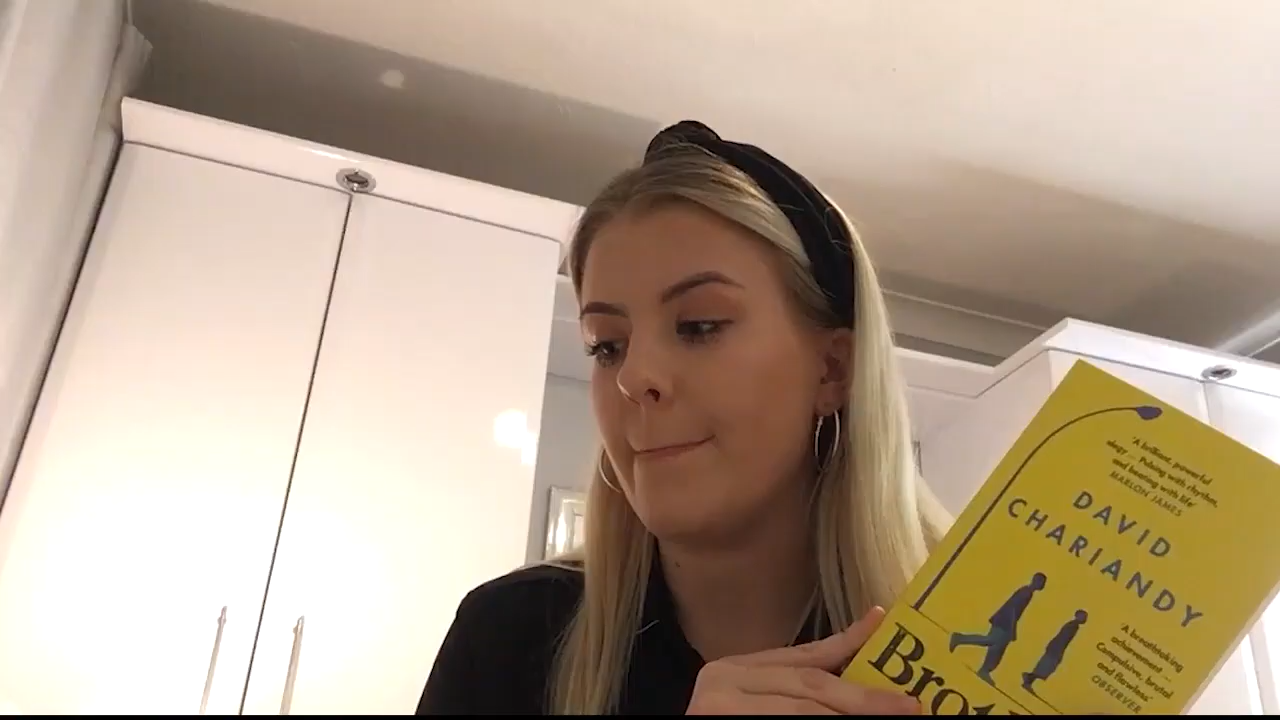 'A brilliant, powerful
elegy ... Pulsing with rhythm,
and beating with life'
MARLON JAMES
DAVID
CHARIANDY
'A breathtaking
achievement ...
Compulsive, brutal
and flawless'
OBSERVER
Brot